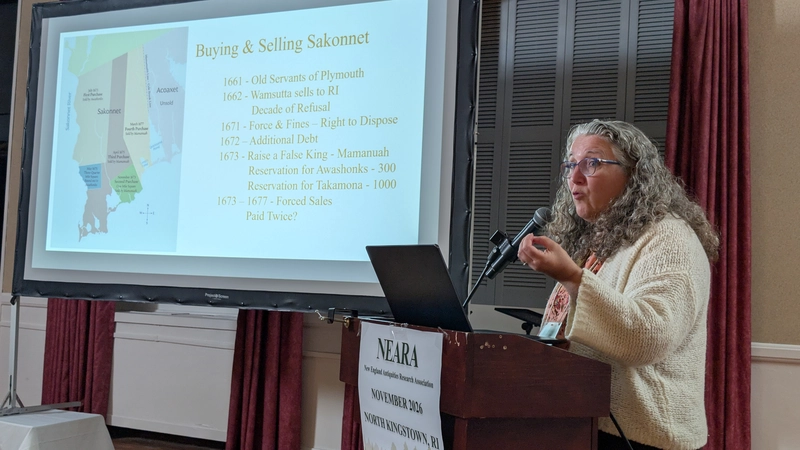 Buying & Selling Sakonnet
1661 - Old Servants of Plymouth
1662 – Wamsutta sells to RI
Decade of Refusal
1671 – Force & Fines – Right to Dispose
1672 – Additional Debt
1673 - Raise a False King - Mamanuah
Reservation for Awashonks - 300
Reservation for Takamona - 1000
1673 – 1677 - Forced Sales
Paid Twice?
Acoaxet
Unsold
Sakonnet
NEARA
New England Antiquities Research Association
NOVEMBER 2026
NORTH KINGSTOWN, RI